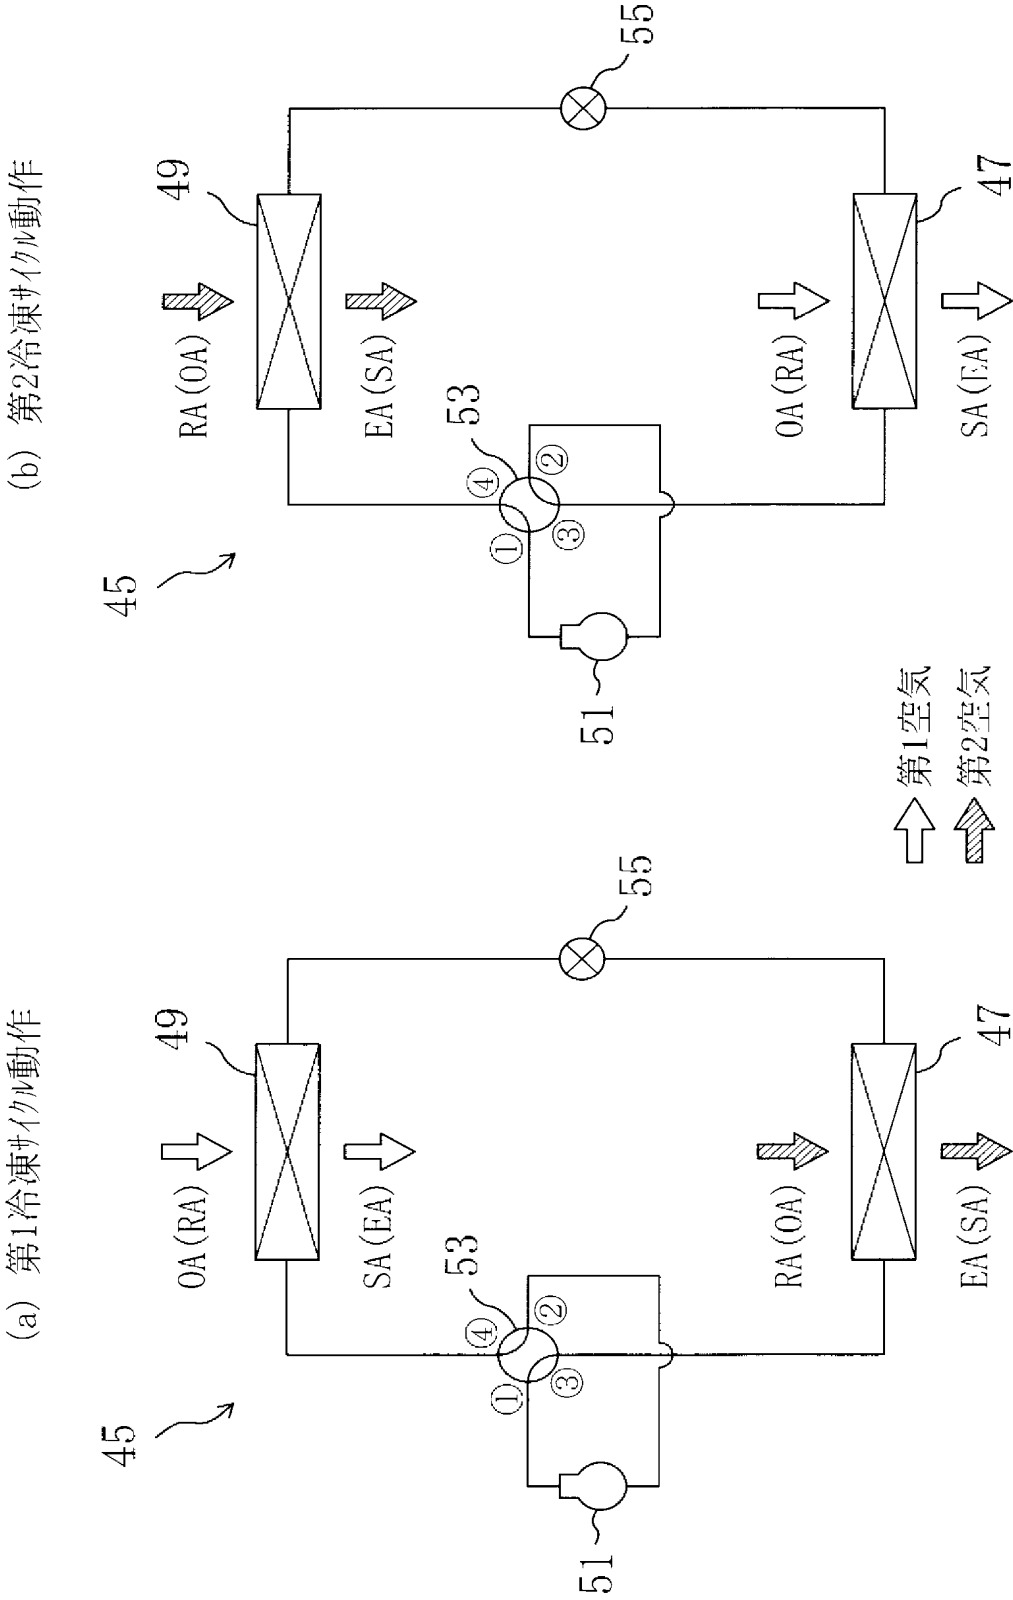 (a) 第1冷凍ｻｲｸﾙ動作
45
49
OA(RA)
SA(EA)
53
①
②
③
④
51
55
RA(OA)
EA(SA)
47
(b) 第2冷凍ｻｲｸﾙ動作
45
49
RA(OA)
EA(SA)
53
①
②
③
④
51
55
OA(RA)
SA(EA)
47
第1空気
第2空気